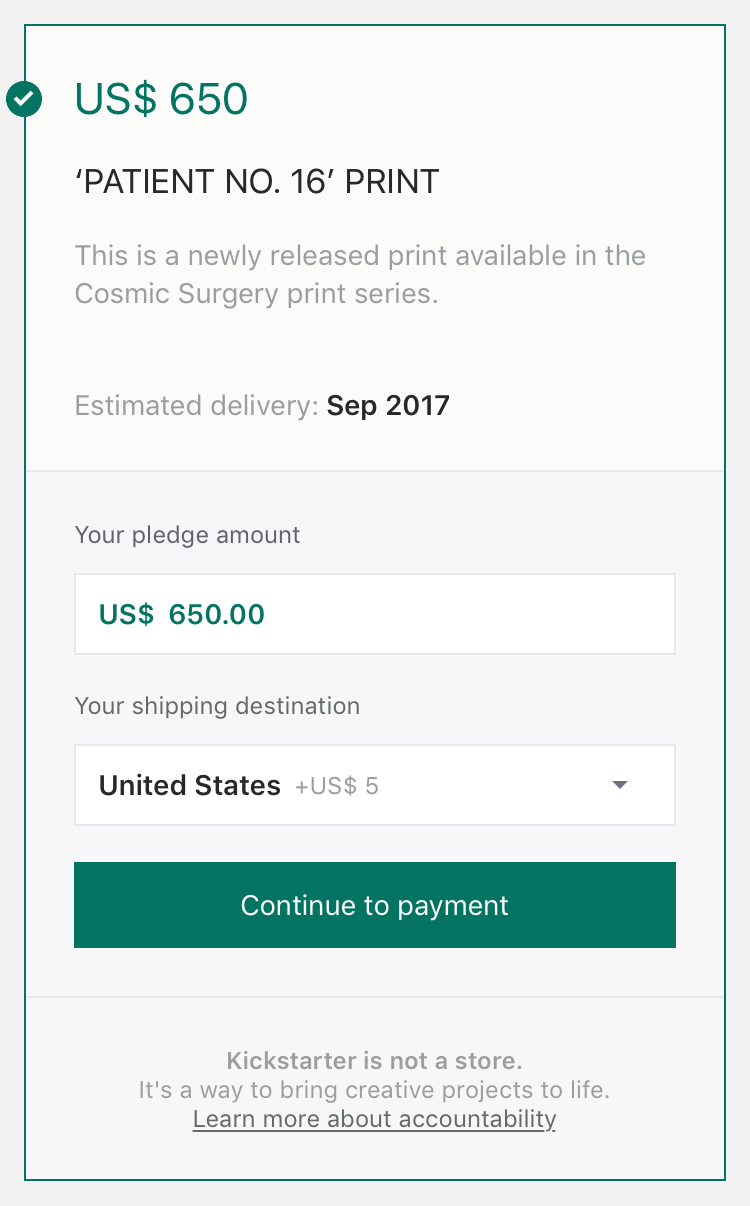 US$ 650
‘PATIENT NO. 16’ PRINT
This is a newly released print available in the
Cosmic Surgery print series.
Estimated delivery: Sep 2017
Your pledge amount
US$ 650.00
Your shipping destination
United States +US$ 5
Continue to payment
Kickstarter is not a store.
It's a way to bring creative projects to life.
Learn more about accountability